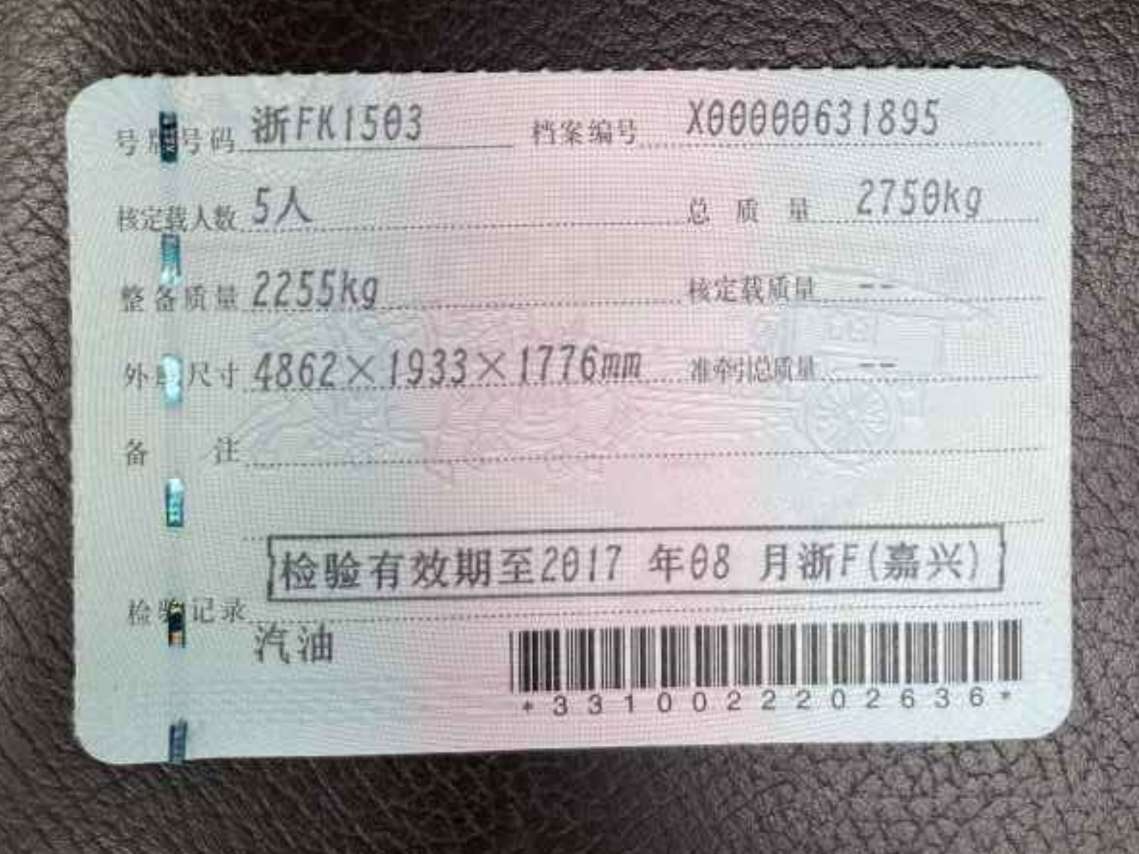 号牌号码 浙FK1503 档案编号 X00000631895
核定载人数 5人 总质量 2750kg
整备质量 2255kg 核定载质量 --
外廓尺寸 4862×1933×1776mm 准牵引总质量 --
备注
检验有效期至2017 年08 月浙F(嘉兴)
检验记录
汽油
*3310022202636*